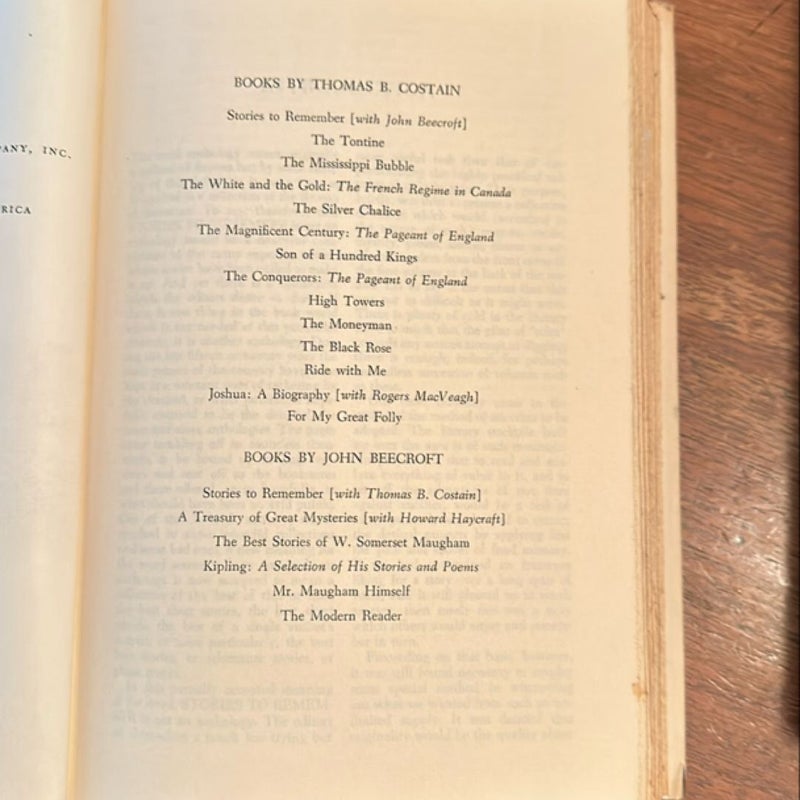 PANY, INC.
RICA
BOOKS BY THOMAS B. COSTAIN
Stories to Remember [with John Beecroft]
The Tontine
The Mississippi Bubble
The White and the Gold: The French Regime in Canada
The Silver Chalice
The Magnificent Century: The Pageant of England
Son of a Hundred Kings
The Conquerors: The Pageant of England
High Towers
The Moneyman
The Black Rose
Ride with Me
Joshua: A Biography [with Rogers MacVeagh]
For My Great Folly
BOOKS BY JOHN BEECROFT
Stories to Remember [with Thomas B. Costain]
A Treasury of Great Mysteries [with Howard Haycraft]
The Best Stories of W. Somerset Maugham
Kipling: A Selection of His Stories and Poems
Mr. Maugham Himself
The Modern Reader